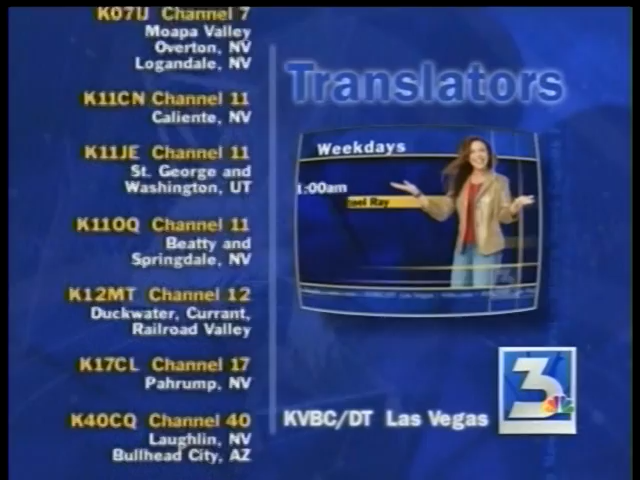 K07IJ Channel 7
Moapa Valley
Overton, NV
Logandale, NV
K11CN Channel 11
Caliente, NV
K11JE Channel 11
St. George and
Washington, UT
K11OQ Channel 11
Beatty and
Springdale, NV
K12MT Channel 12
Duckwater, Currant,
Railroad Valley
K17CL Channel 17
Pahrump, NV
K40CQ Channel 40
Laughlin, NV
Bullhead City, AZ
Translators
Weekdays
1:00am
Ray
KVBC/DT Las Vegas
3